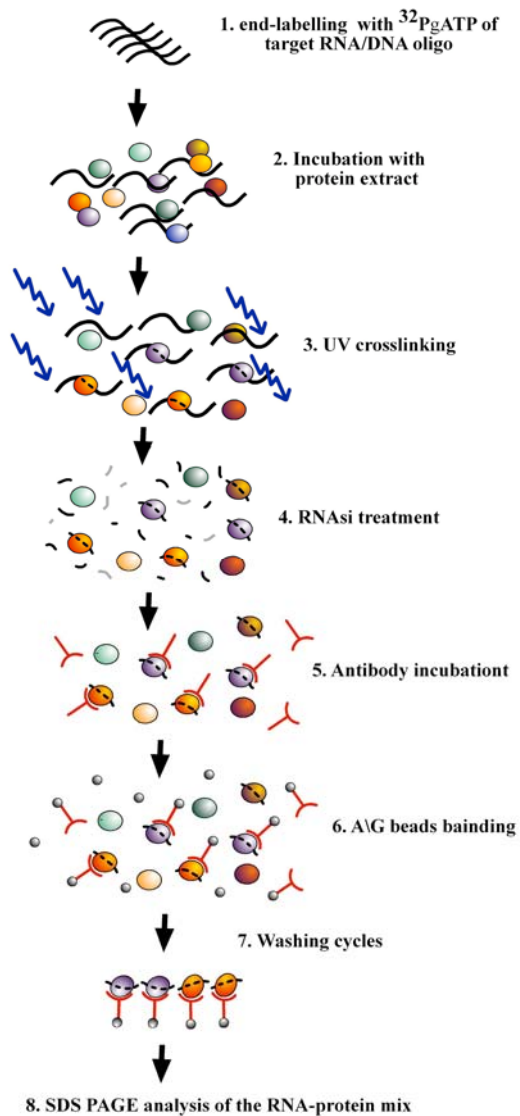 1. end-labelling with ³²PgATP of
target RNA/DNA oligo
2. Incubation with
protein extract
3. UV crosslinking
4. RNAsi treatment
5. Antibody incubationt
6. A\G beads bainding
7. Washing cycles
8. SDS PAGE analysis of the RNA-protein mix